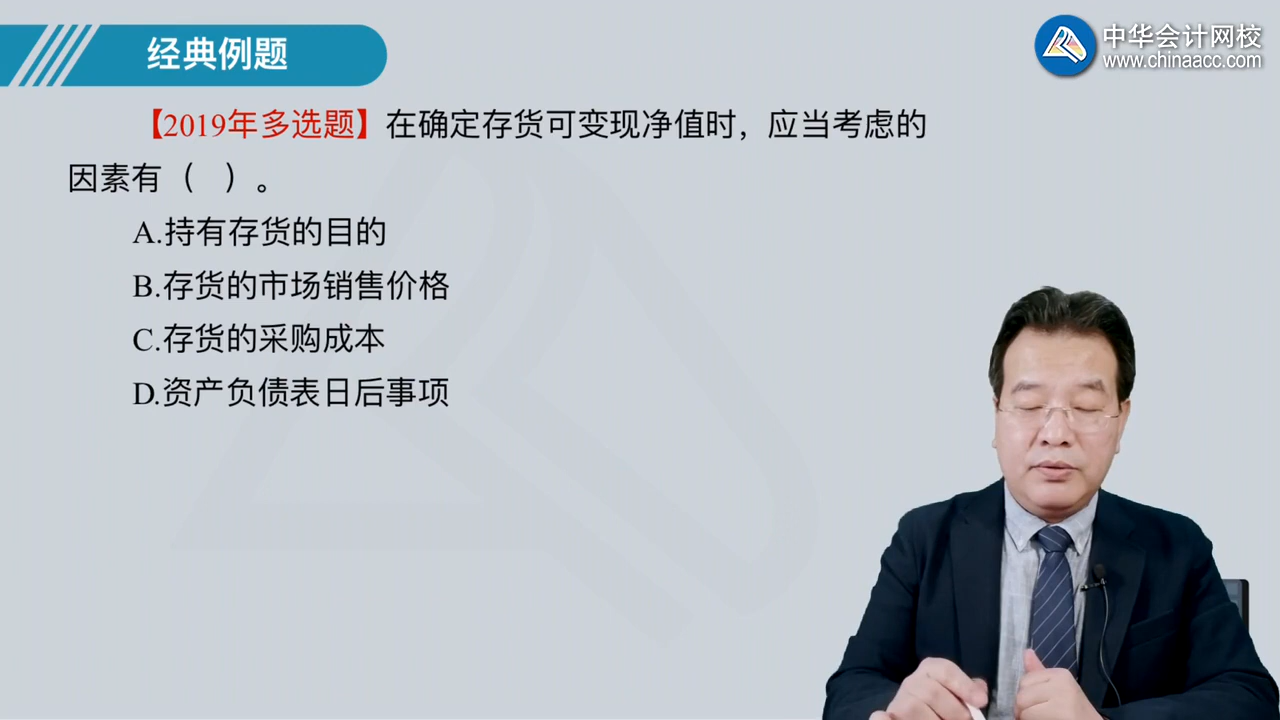 经典例题
中华会计网校
www.chinaacc.com
【2019年多选题】在确定存货可变现净值时，应当考虑的
因素有（ ）。
A.持有存货的目的
B.存货的市场销售价格
C.存货的采购成本
D.资产负债表日后事项